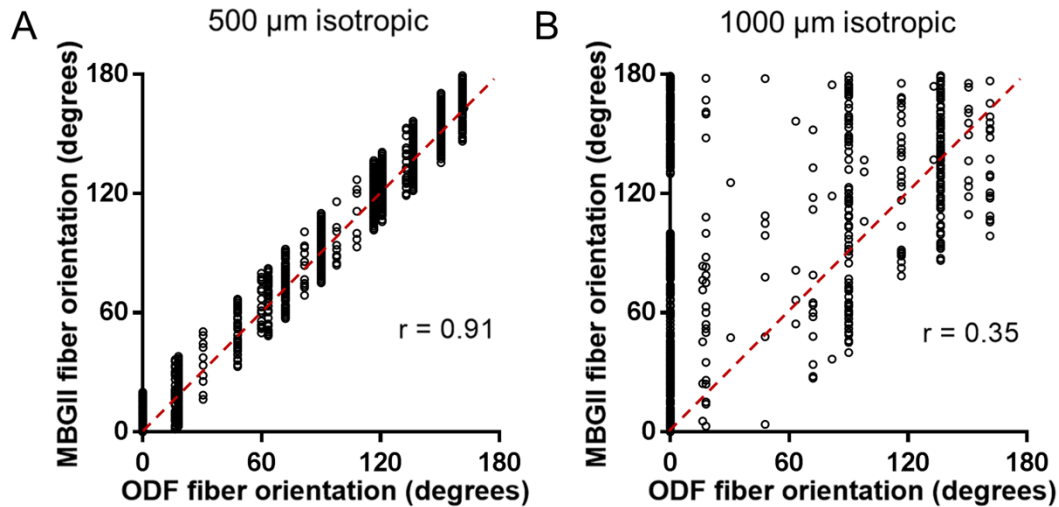 A
500 µm isotropic
MBGII fiber orientation (degrees)
180
120
60
0
r = 0.91
0 60 120 180
ODF fiber orientation (degrees)
B
1000 µm isotropic
MBGII fiber orientation (degrees)
180
120
60
0
r = 0.35
0 60 120 180
ODF fiber orientation (degrees)